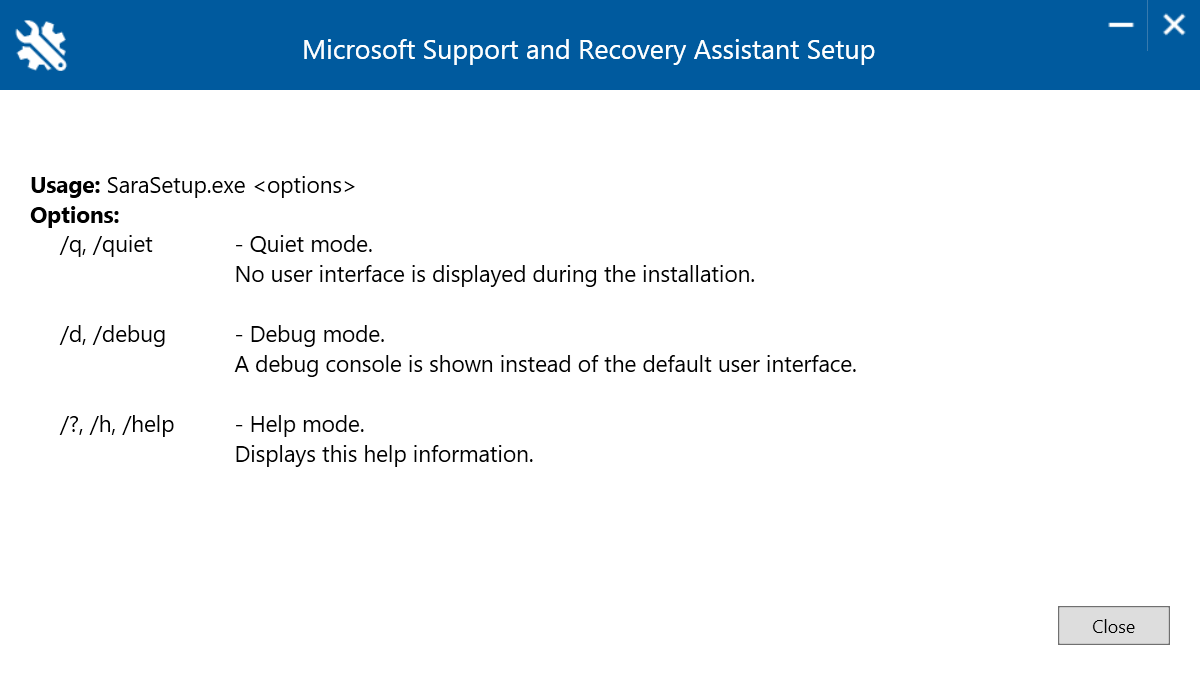 Microsoft Support and Recovery Assistant Setup
Usage: SaraSetup.exe <options>
Options:
/q, /quiet - Quiet mode.
No user interface is displayed during the installation.
/d, /debug - Debug mode.
A debug console is shown instead of the default user interface.
/?, /h, /help - Help mode.
Displays this help information.
Close